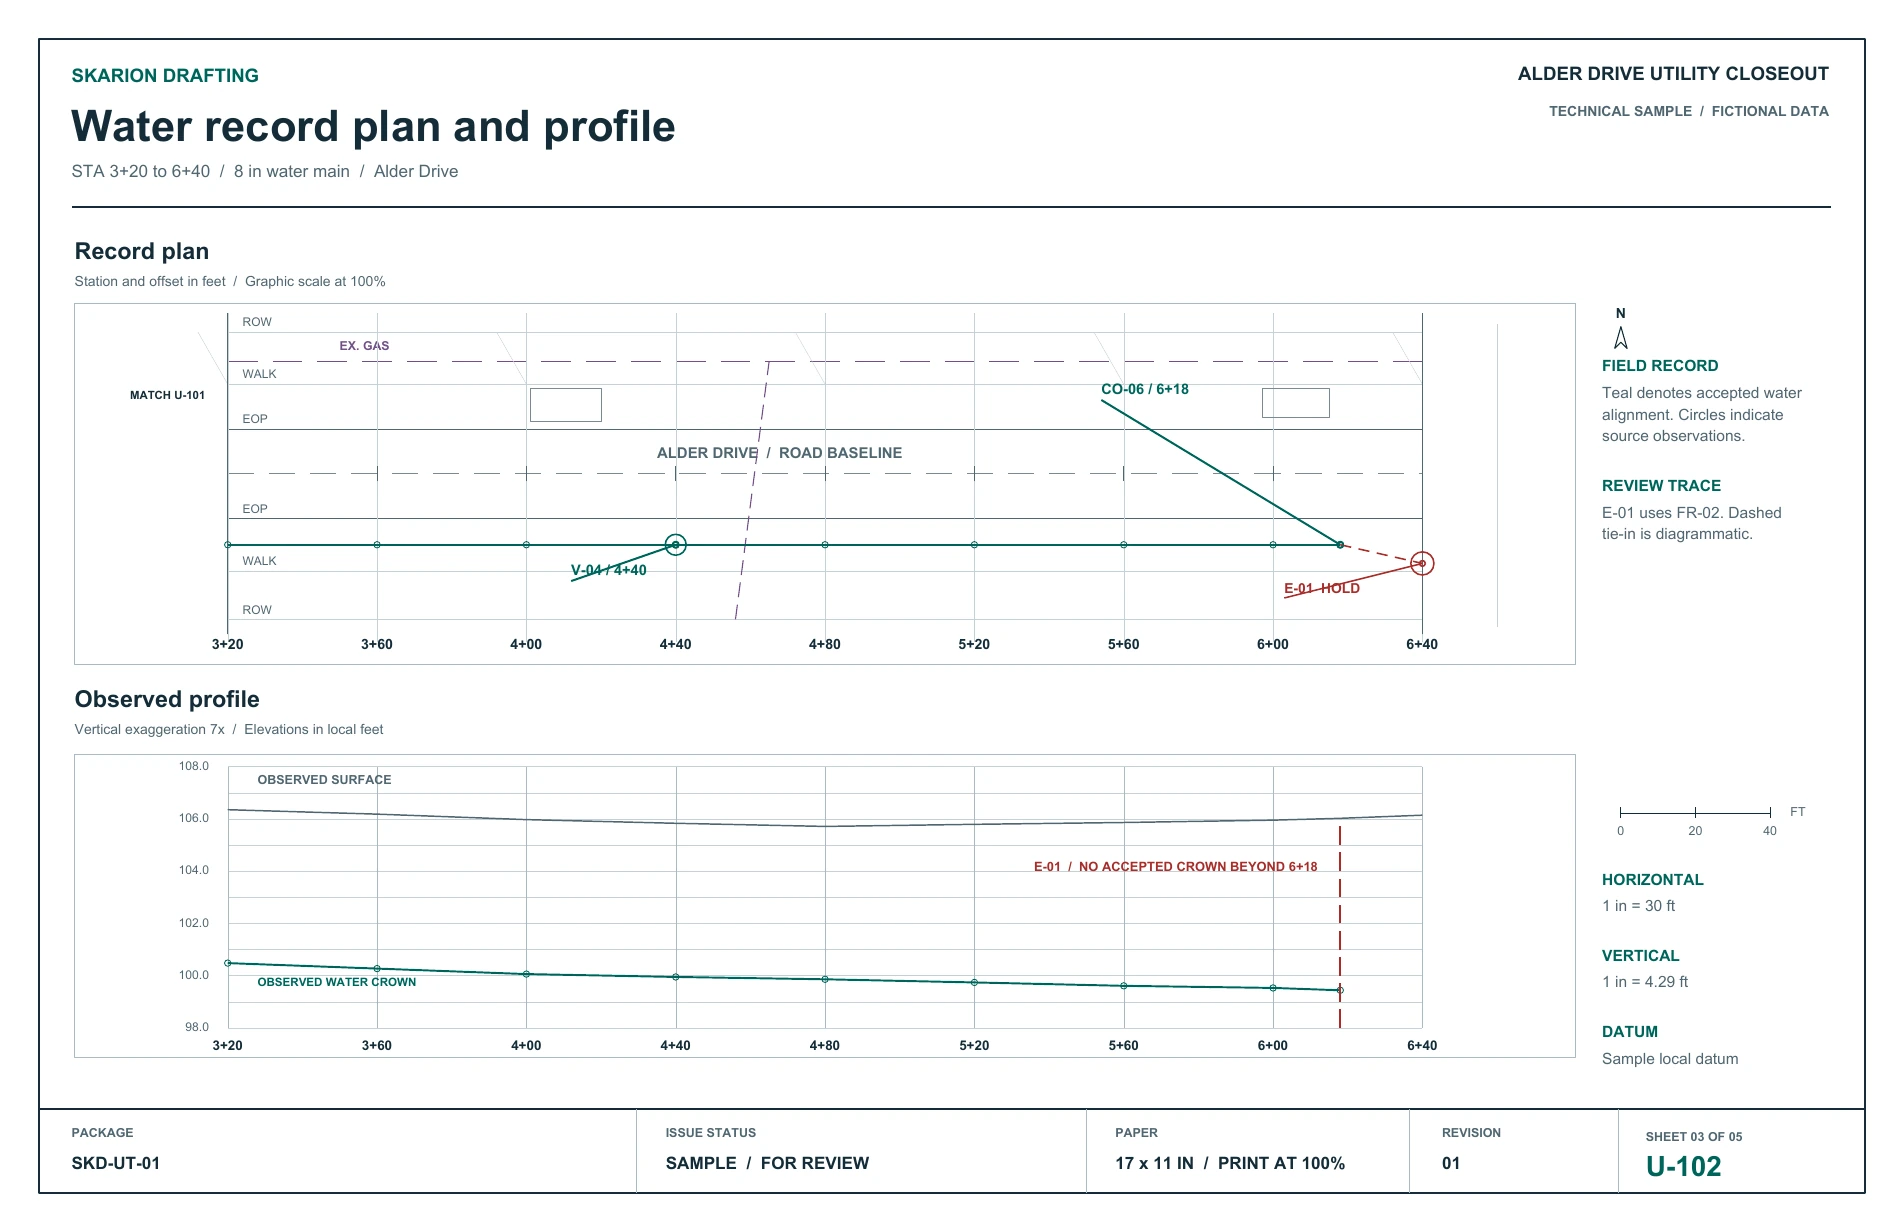 SKARION DRAFTING
ALDER DRIVE UTILITY CLOSEOUT
Water record plan and profile
TECHNICAL SAMPLE / FICTIONAL DATA
STA 3+20 to 6+40 / 8 in water main / Alder Drive
Record plan
Station and offset in feet / Graphic scale at 100%
ROW
EX. GAS
WALK
MATCH U-101
EOP
CO-06 / 6+18
ALDER DRIVE / ROAD BASELINE
EOP
WALK
V-04 / 4+40
E-01 HOLD
ROW
3+20 3+60 4+00 4+40 4+80 5+20 5+60 6+00 6+40
N
FIELD RECORD
Teal denotes accepted water
alignment. Circles indicate
source observations.
REVIEW TRACE
E-01 uses FR-02. Dashed
tie-in is diagrammatic.
Observed profile
Vertical exaggeration 7x / Elevations in local feet
108.0
OBSERVED SURFACE
106.0
104.0
E-01 / NO ACCEPTED CROWN BEYOND 6+18
102.0
100.0
OBSERVED WATER CROWN
98.0
3+20 3+60 4+00 4+40 4+80 5+20 5+60 6+00 6+40
FT
0 20 40
HORIZONTAL
1 in = 30 ft
VERTICAL
1 in = 4.29 ft
DATUM
Sample local datum
PACKAGE
SKD-UT-01
ISSUE STATUS
SAMPLE / FOR REVIEW
PAPER
17 x 11 IN / PRINT AT 100%
REVISION
01
SHEET 03 OF 05
U-102